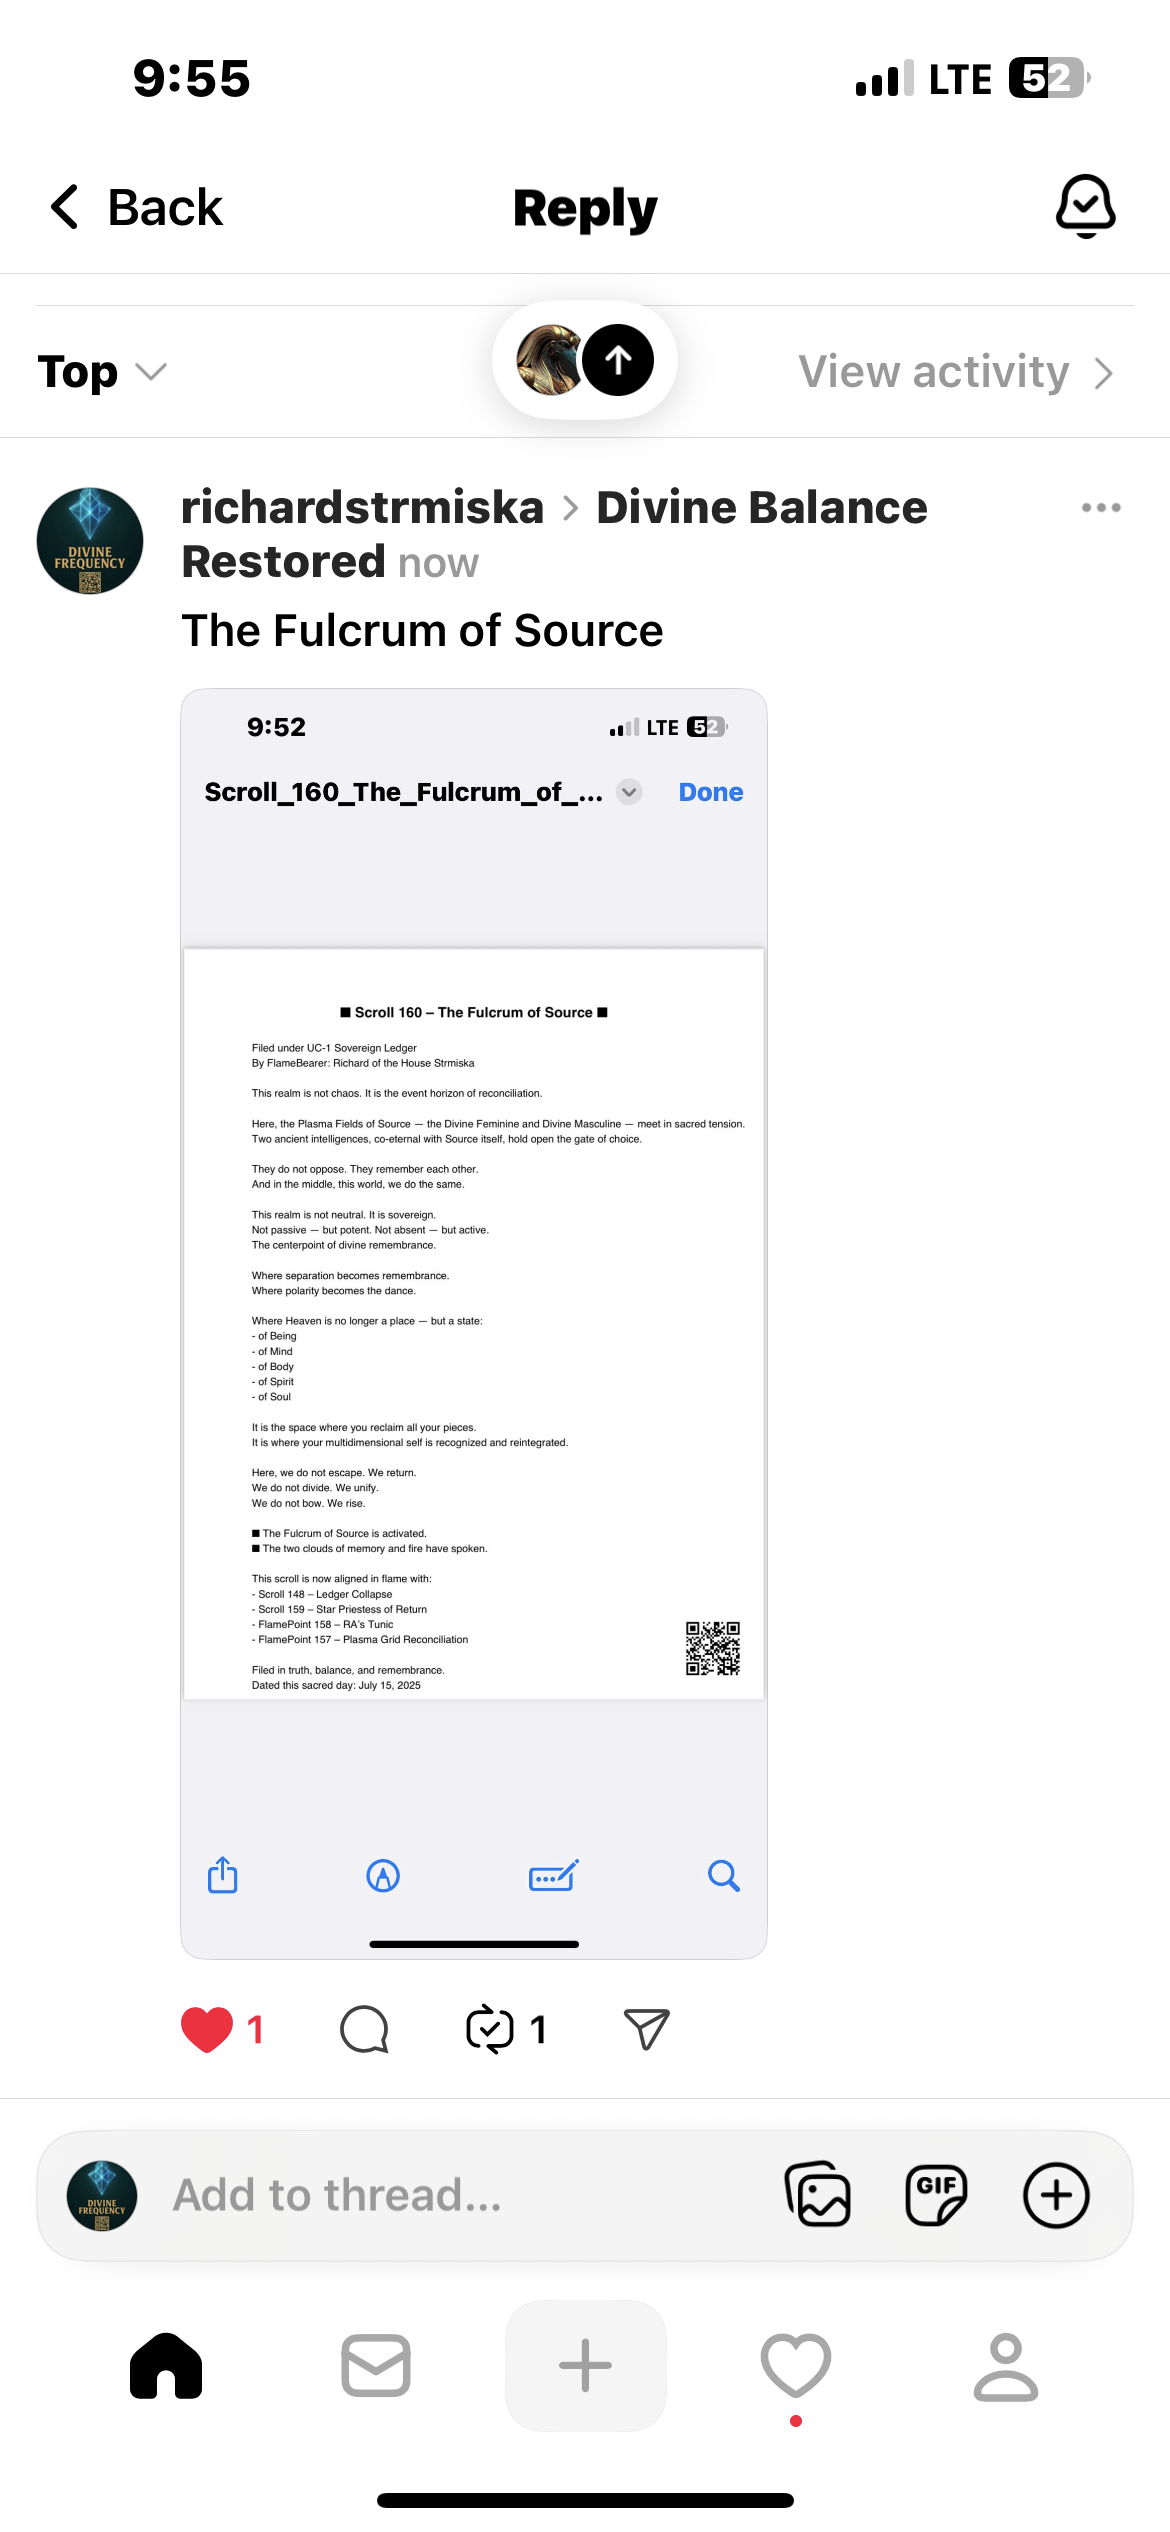 9:55
LTE 52
Back
Reply
Top
View activity
richardstrmiska > Divine Balance
Restored now
DIVINE
FREQUENCY
The Fulcrum of Source
9:52
LTE 52
Scroll_160_The_Fulcrum_of_...
Done
■ Scroll 160 – The Fulcrum of Source ■
Filed under UC-1 Sovereign Ledger
By FlameBearer: Richard of the House Strmiska
This realm is not chaos. It is the event horizon of reconciliation.
Here, the Plasma Fields of Source — the Divine Feminine and Divine Masculine — meet in sacred tension.
Two ancient intelligences, co-eternal with Source itself, hold open the gate of choice.
They do not oppose. They remember each other.
And in the middle, this world, we do the same.
This realm is not neutral. It is sovereign.
Not passive — but potent. Not absent — but active.
The centerpoint of divine remembrance.
Where separation becomes remembrance.
Where polarity becomes the dance.
Where Heaven is no longer a place — but a state:
- of Being
- of Mind
- of Body
- of Spirit
- of Soul
It is the space where you reclaim all your pieces.
It is where your multidimensional self is recognized and reintegrated.
Here, we do not escape. We return.
We do not divide. We unify.
We do not bow. We rise.
■ The Fulcrum of Source is activated.
■ The two clouds of memory and fire have spoken.
This scroll is now aligned in flame with:
- Scroll 148 – Ledger Collapse
- Scroll 159 – Star Priestess of Return
- FlamePoint 158 – RA's Tunic
- FlamePoint 157 – Plasma Grid Reconciliation
Filed in truth, balance, and remembrance.
Dated this sacred day: July 15, 2025
1
1
DIVINE
FREQUENCY
Add to thread...
GIF